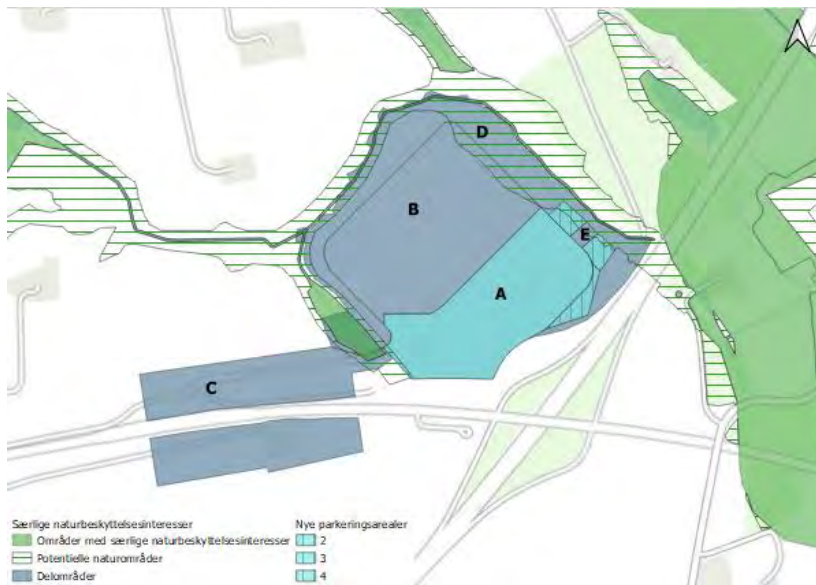 D
B
E
A
C
Særlige naturbeskyttelsesinteresser
Områder med særlige naturbeskyttelsesinteresser
Potentielle naturområder
Delområder
Nye parkeringsarealer
2
3
4